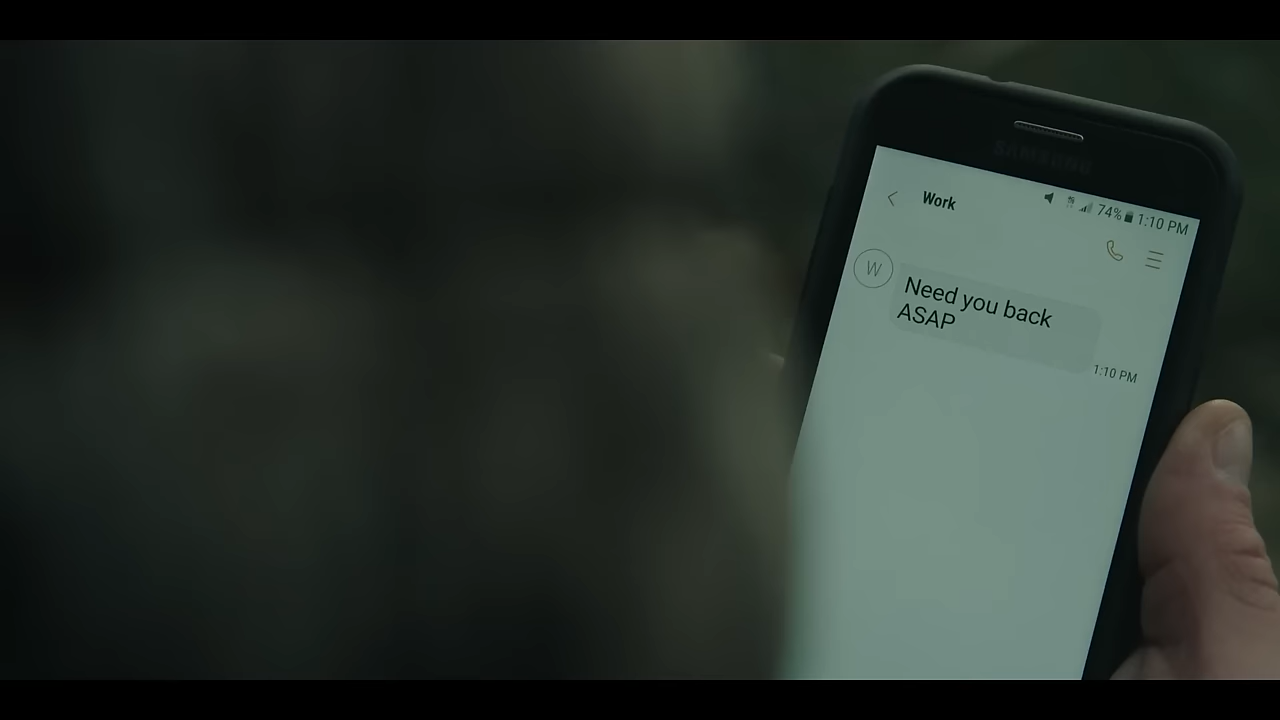 SAMSUNG
74% 1:10 PM
Work
W
Need you back
ASAP
1:10 PM